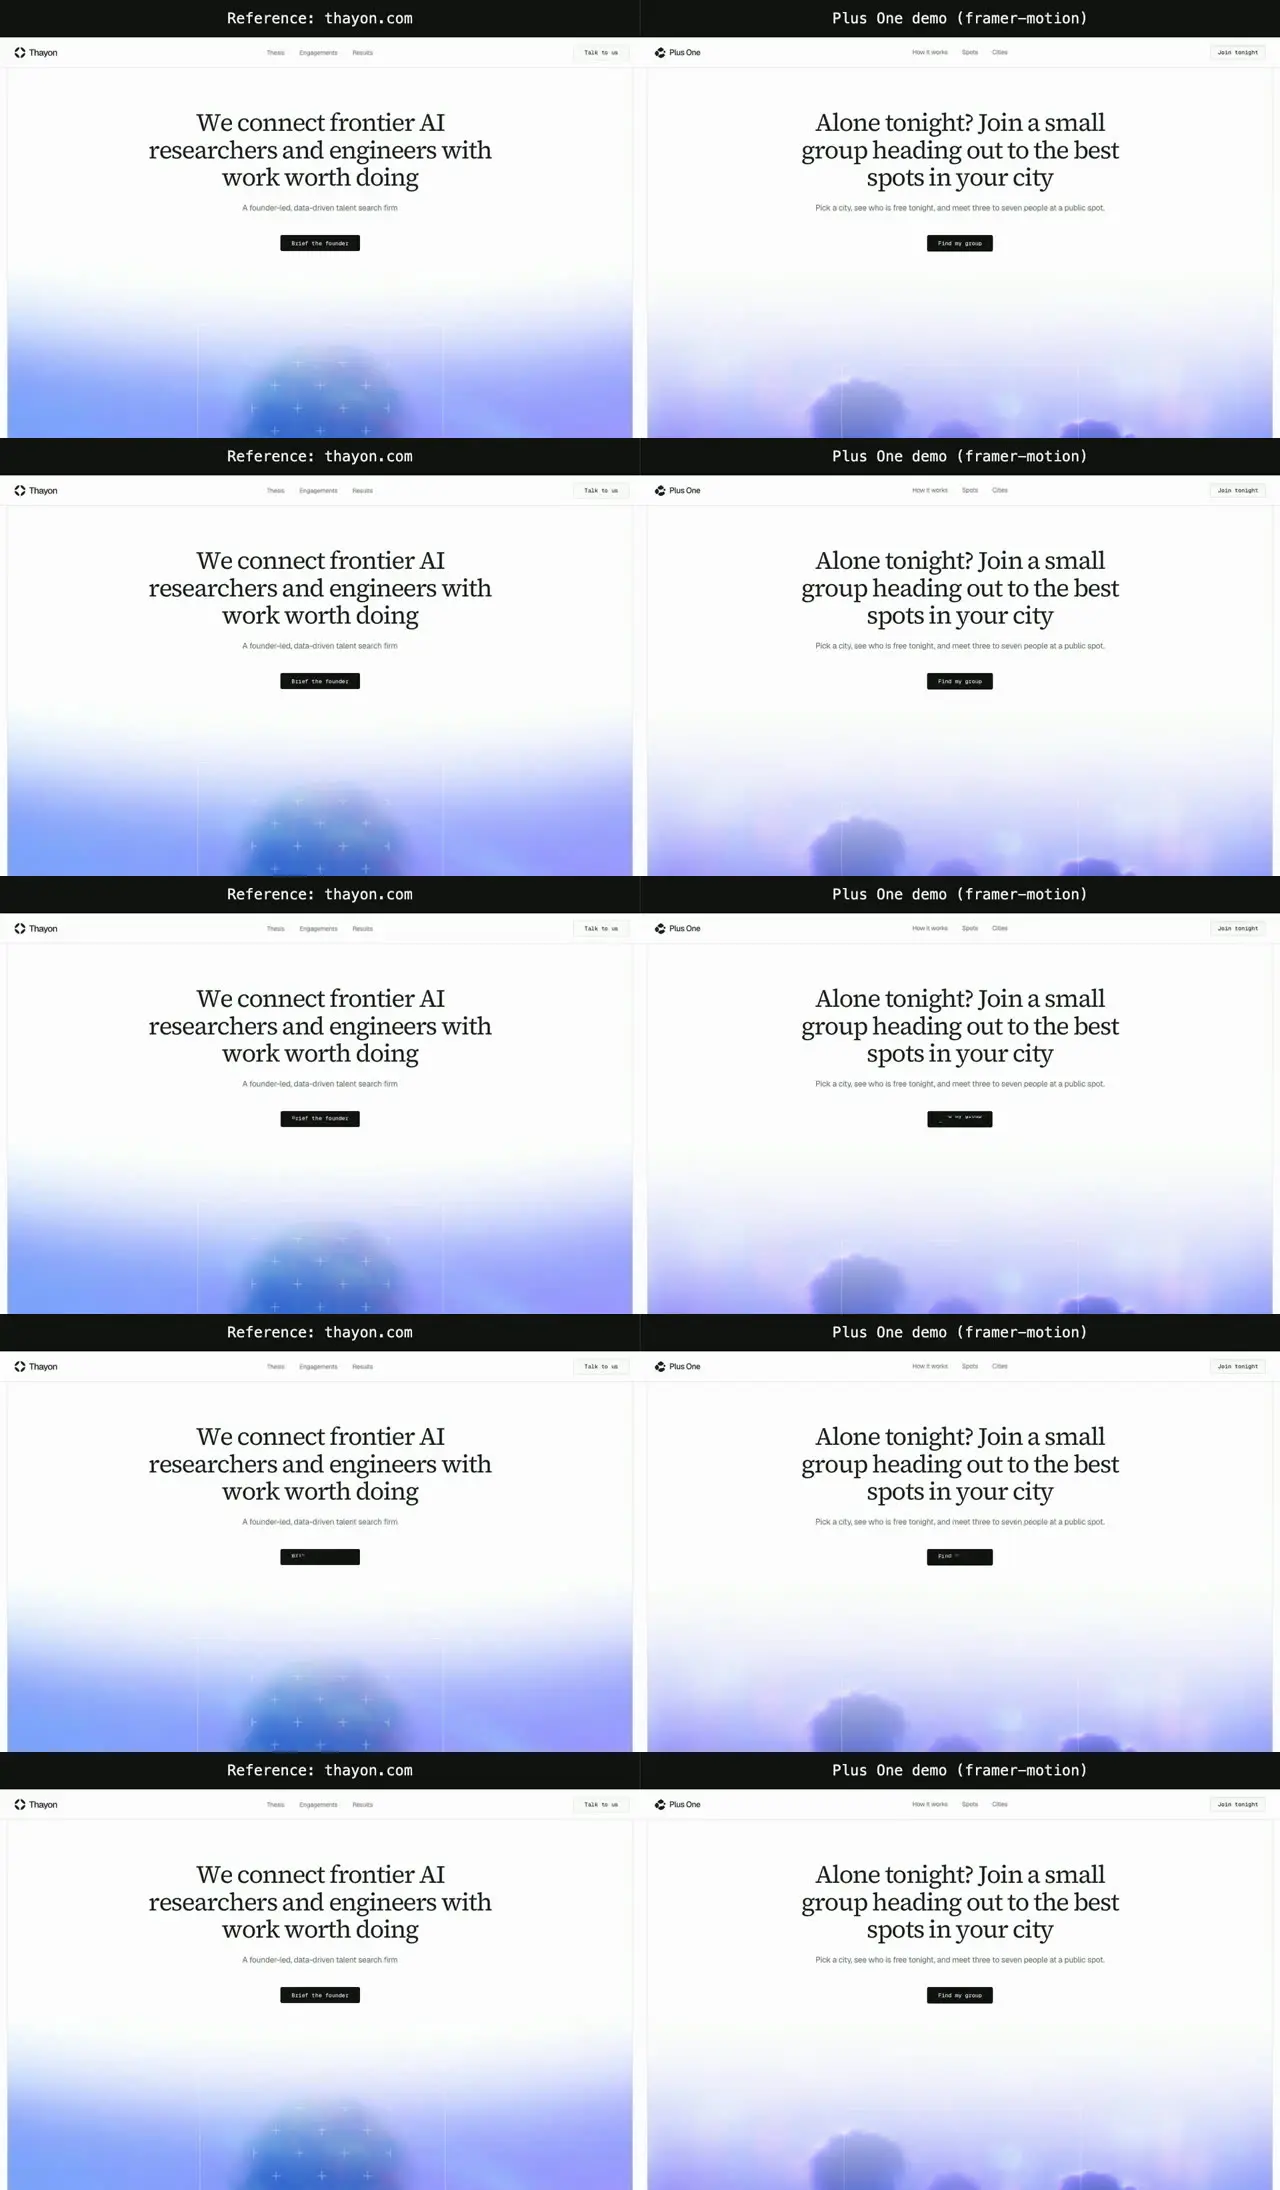 Reference: thayon.com
Plus One demo (framer-motion)
Thayon
Thesis
Engagements
Results
Talk to us
Plus One
How it works
Spots
Cities
Join tonight
We connect frontier AI
researchers and engineers with
work worth doing
A founder-led, data-driven talent search firm
Brief the founder
Alone tonight? Join a small
group heading out to the best
spots in your city
Pick a city, see who is free tonight, and meet three to seven people at a public spot.
Find my group
Reference: thayon.com
Plus One demo (framer-motion)
Thayon
Thesis
Engagements
Results
Talk to us
Plus One
How it works
Spots
Cities
Join tonight
We connect frontier AI
researchers and engineers with
work worth doing
A founder-led, data-driven talent search firm
Brief the founder
Alone tonight? Join a small
group heading out to the best
spots in your city
Pick a city, see who is free tonight, and meet three to seven people at a public spot.
Find my group
Reference: thayon.com
Plus One demo (framer-motion)
Thayon
Thesis
Engagements
Results
Talk to us
Plus One
How it works
Spots
Cities
Join tonight
We connect frontier AI
researchers and engineers with
work worth doing
A founder-led, data-driven talent search firm
Brief the founder
Alone tonight? Join a small
group heading out to the best
spots in your city
Pick a city, see who is free tonight, and meet three to seven people at a public spot.
Reference: thayon.com
Plus One demo (framer-motion)
Thayon
Thesis
Engagements
Results
Talk to us
Plus One
How it works
Spots
Cities
Join tonight
We connect frontier AI
researchers and engineers with
work worth doing
A founder-led, data-driven talent search firm
Alone tonight? Join a small
group heading out to the best
spots in your city
Pick a city, see who is free tonight, and meet three to seven people at a public spot.
Find
Reference: thayon.com
Plus One demo (framer-motion)
Thayon
Thesis
Engagements
Results
Talk to us
Plus One
How it works
Spots
Cities
Join tonight
We connect frontier AI
researchers and engineers with
work worth doing
A founder-led, data-driven talent search firm
Brief the founder
Alone tonight? Join a small
group heading out to the best
spots in your city
Pick a city, see who is free tonight, and meet three to seven people at a public spot.
Find my group